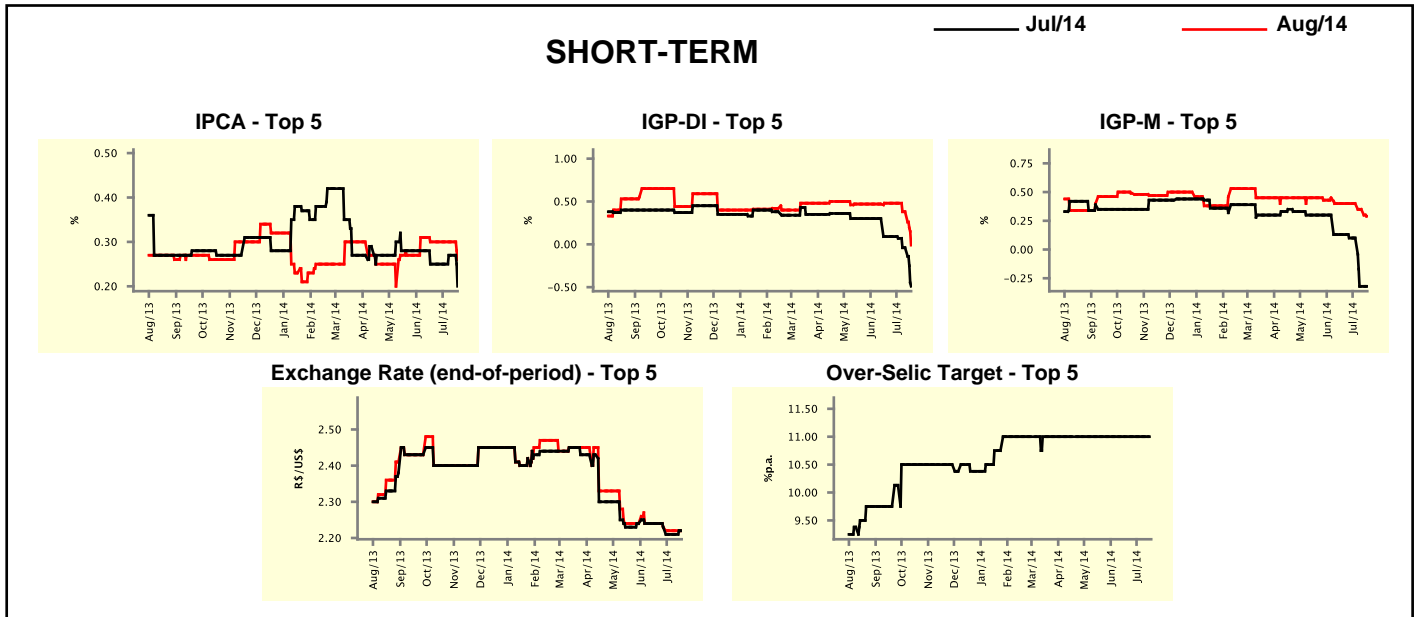 Jul/14 Aug/14
SHORT-TERM
IPCA - Top 5
0.50
0.40
0.30
0.20
%
Aug/13 Sep/13 Oct/13 Nov/13 Dec/13 Jan/14 Feb/14 Mar/14 Apr/14 May/14 Jun/14 Jul/14
IGP-DI - Top 5
1.00
0.50
0.00
−0.50
%
Aug/13 Sep/13 Oct/13 Nov/13 Dec/13 Jan/14 Feb/14 Mar/14 Apr/14 May/14 Jun/14 Jul/14
IGP-M - Top 5
0.75
0.50
0.25
0.00
−0.25
%
Aug/13 Sep/13 Oct/13 Nov/13 Dec/13 Jan/14 Feb/14 Mar/14 Apr/14 May/14 Jun/14 Jul/14
Exchange Rate (end-of-period) - Top 5
2.50
2.40
2.30
2.20
R$/US$
Aug/13 Sep/13 Oct/13 Nov/13 Dec/13 Jan/14 Feb/14 Mar/14 Apr/14 May/14 Jun/14 Jul/14
Over-Selic Target - Top 5
11.50
11.00
10.50
10.00
9.50
%p.a.
Aug/13 Sep/13 Oct/13 Nov/13 Dec/13 Jan/14 Feb/14 Mar/14 Apr/14 May/14 Jun/14 Jul/14